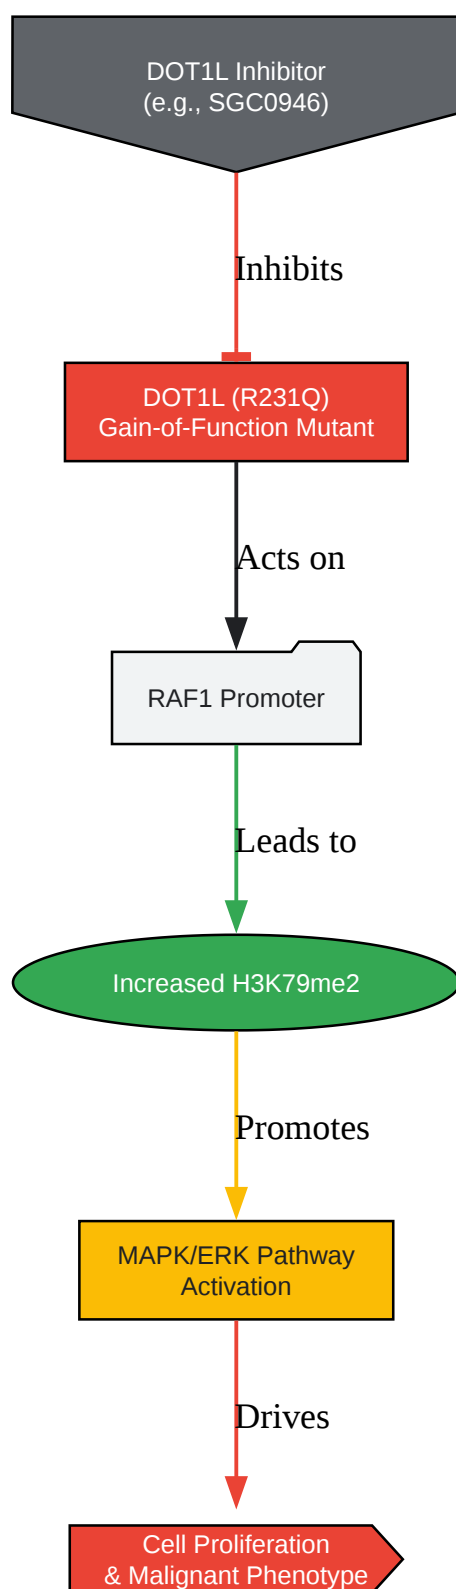 DOT1L Inhibitor
(e.g., SGC0946)
Inhibits
DOT1L (R231Q)
Gain-of-Function Mutant
Acts on
RAF1 Promoter
Leads to
Increased H3K79me2
Promotes
MAPK/ERK Pathway
Activation
Drives
Cell Proliferation
& Malignant Phenotype